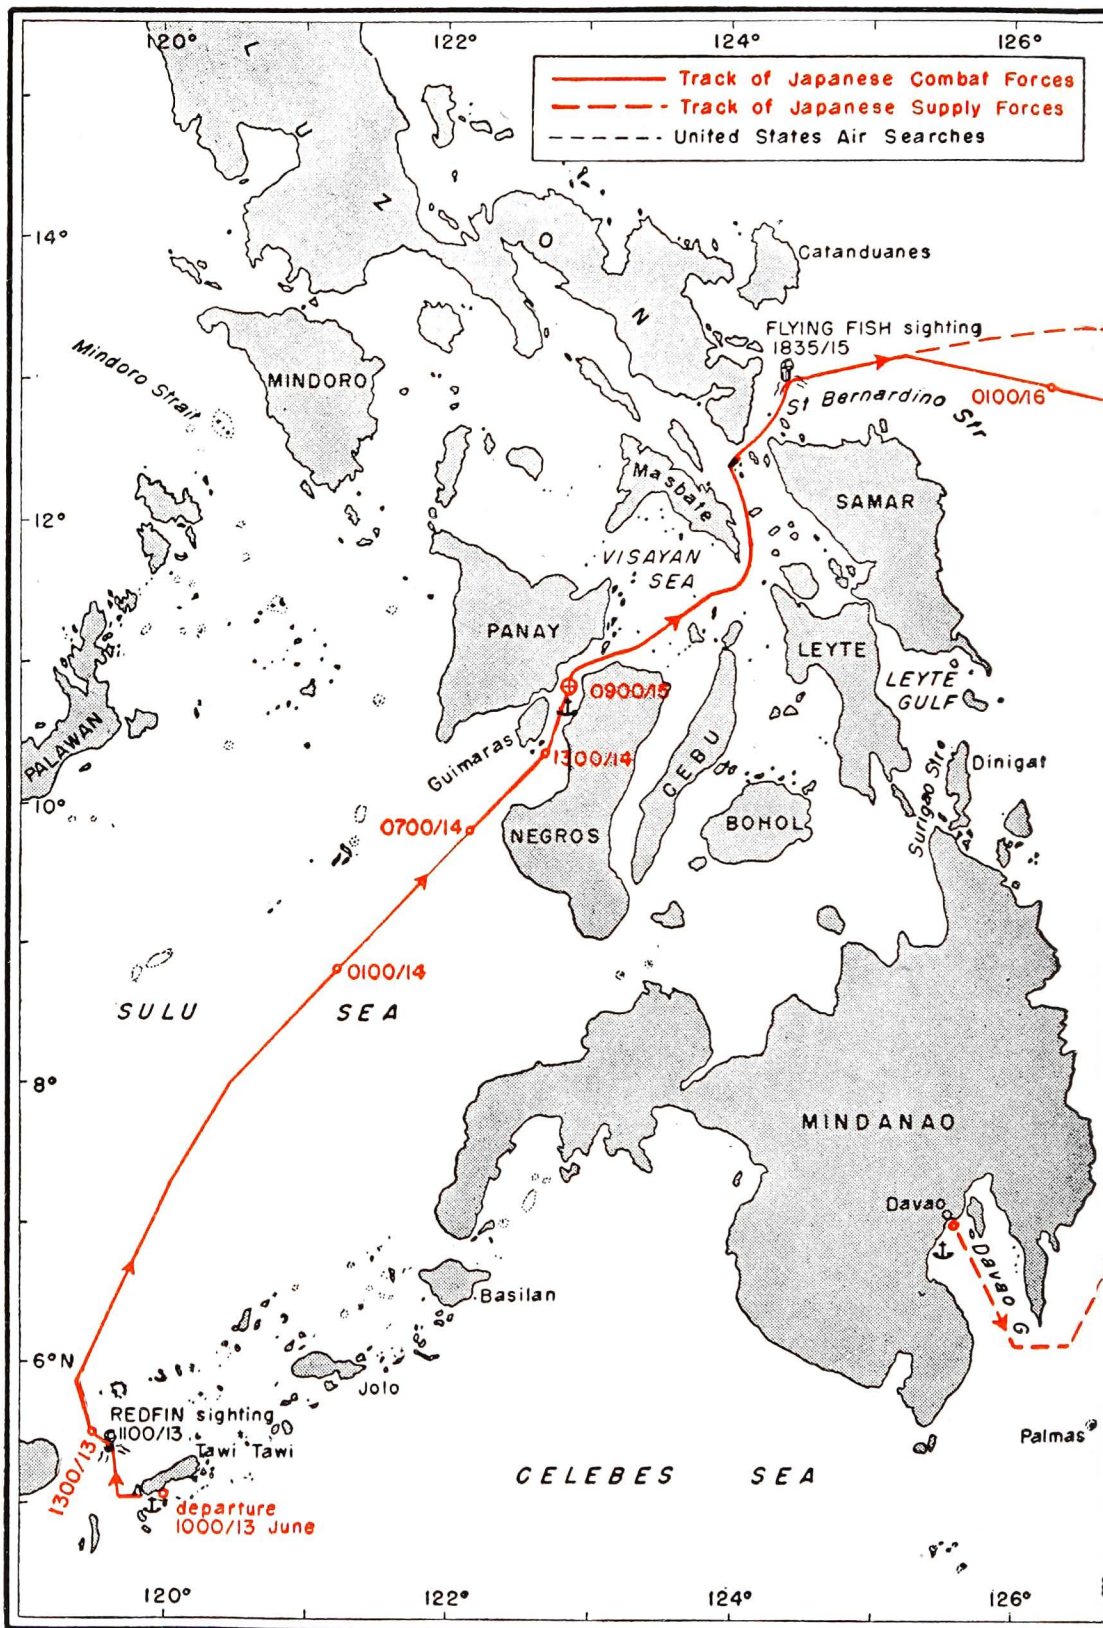 120°
122°
124°
126°
Track of Japanese Combat Forces
Track of Japanese Supply Forces
United States Air Searches
LUZON
14°
Catanduanes
FLYING FISH sighting
1835/15
Mindoro Strait
MINDORO
St Bernardino Str
0100/16
Masbate
SAMAR
12°
VISAYAN
SEA
PANAY
LEYTE
LEYTE
GULF
0900/15
PALAWAN
Guimaras
1300/14
CEBU
Surigao Str
Dinigat
10°
0700/14
NEGROS
BOHOL
0100/14
SULU SEA
8°
MINDANAO
Davao
Davao G
Basilan
6°N
Jolo
REDFIN sighting
1100/13
Tawi Tawi
1300/13
Palmas
CELEBES SEA
departure
1000/13 June
120°
122°
124°
126°